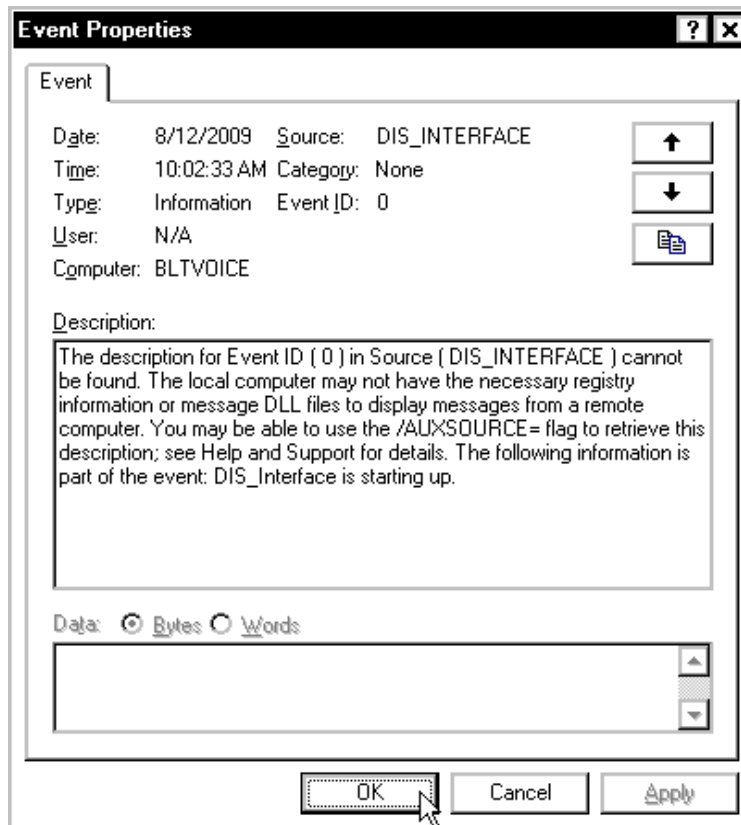 Event Properties
Event
Date: 8/12/2009 Source: DIS_INTERFACE
Time: 10:02:33 AM Category: None
Type: Information Event ID: 0
User: N/A
Computer: BLTVOICE
Description:
The description for Event ID ( 0 ) in Source ( DIS_INTERFACE ) cannot
be found. The local computer may not have the necessary registry
information or message DLL files to display messages from a remote
computer. You may be able to use the /AUXSOURCE= flag to retrieve this
description; see Help and Support for details. The following information is
part of the event: DIS_Interface is starting up.
Data: Bytes Words
OK Cancel Apply